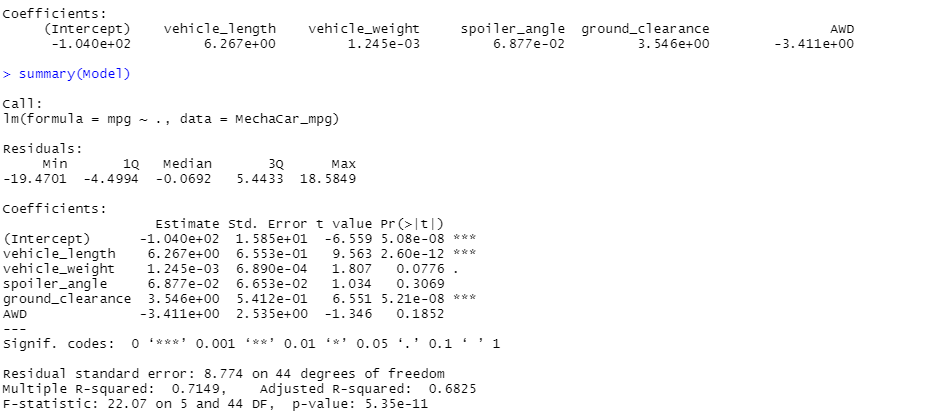 Coefficients:
(Intercept) vehicle_length vehicle_weight spoiler_angle ground_clearance AWD
-1.040e+02 6.267e+00 1.245e-03 6.877e-02 3.546e+00 -3.411e+00
> summary(Model)
Call:
lm(formula = mpg ~ ., data = MechaCar_mpg)
Residuals:
Min 1Q Median 3Q Max
-19.4701 -4.4994 -0.0692 5.4433 18.5849
Coefficients:
Estimate Std. Error t value Pr(>|t|)
(Intercept) -1.040e+02 1.585e+01 -6.559 5.08e-08 ***
vehicle_length 6.267e+00 6.553e-01 9.563 2.60e-12 ***
vehicle_weight 1.245e-03 6.890e-04 1.807 0.0776 .
spoiler_angle 6.877e-02 6.653e-02 1.034 0.3069
ground_clearance 3.546e+00 5.412e-01 6.551 5.21e-08 ***
AWD -3.411e+00 2.535e+00 -1.346 0.1852
---
Signif. codes: 0 ‘***’ 0.001 ‘**’ 0.01 ‘*’ 0.05 ‘.’ 0.1 ‘ ’ 1
Residual standard error: 8.774 on 44 degrees of freedom
Multiple R-squared: 0.7149, Adjusted R-squared: 0.6825
F-statistic: 22.07 on 5 and 44 DF, p-value: 5.35e-11